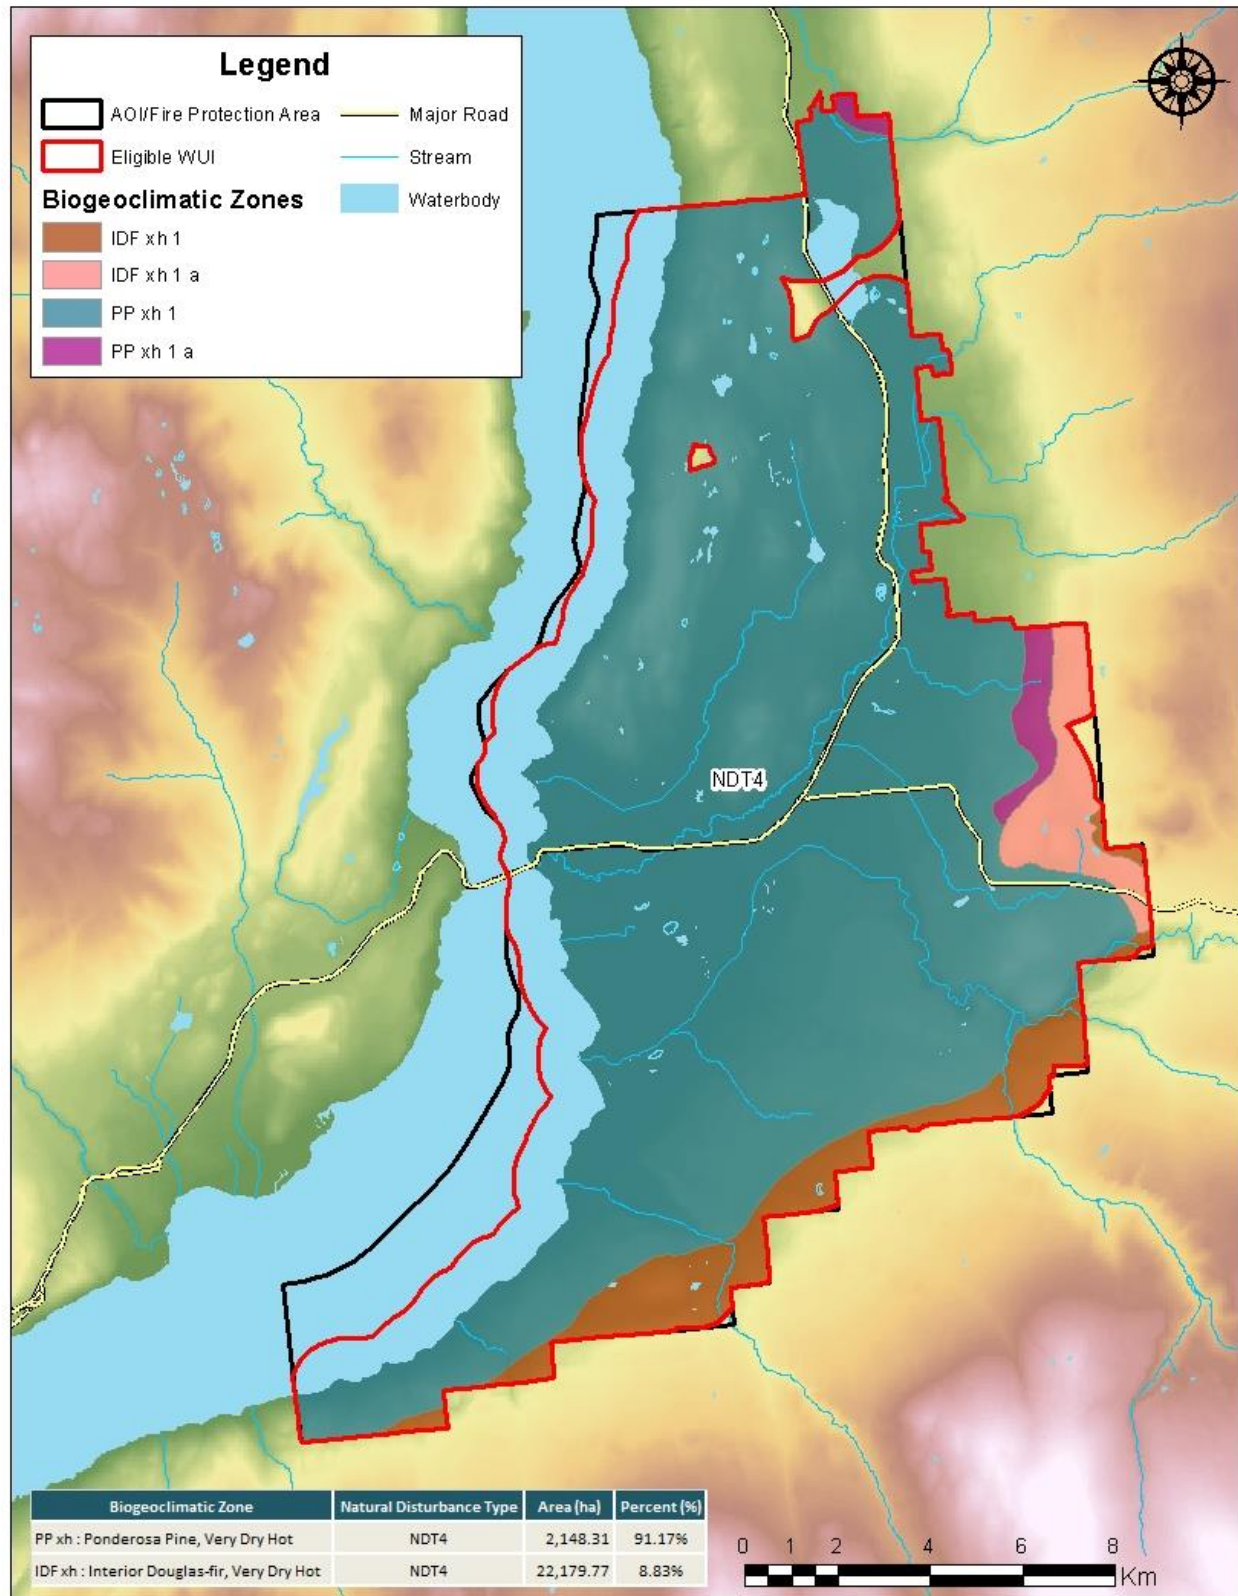 Legend
AOI/Fire Protection Area
Major Road
Eligible WUI
Stream
Biogeoclimatic Zones
Waterbody
IDF xh 1
IDF xh 1 a
PP xh 1
PP xh 1 a
NDT4
Biogeoclimatic Zone Natural Disturbance Type Area (ha) Percent (%)
PP xh : Ponderosa Pine, Very Dry Hot NDT4 2,148.31 91.17%
IDF xh : Interior Douglas-fir, Very Dry Hot NDT4 22,179.77 8.83%
0 1 2 4 6 8
Km